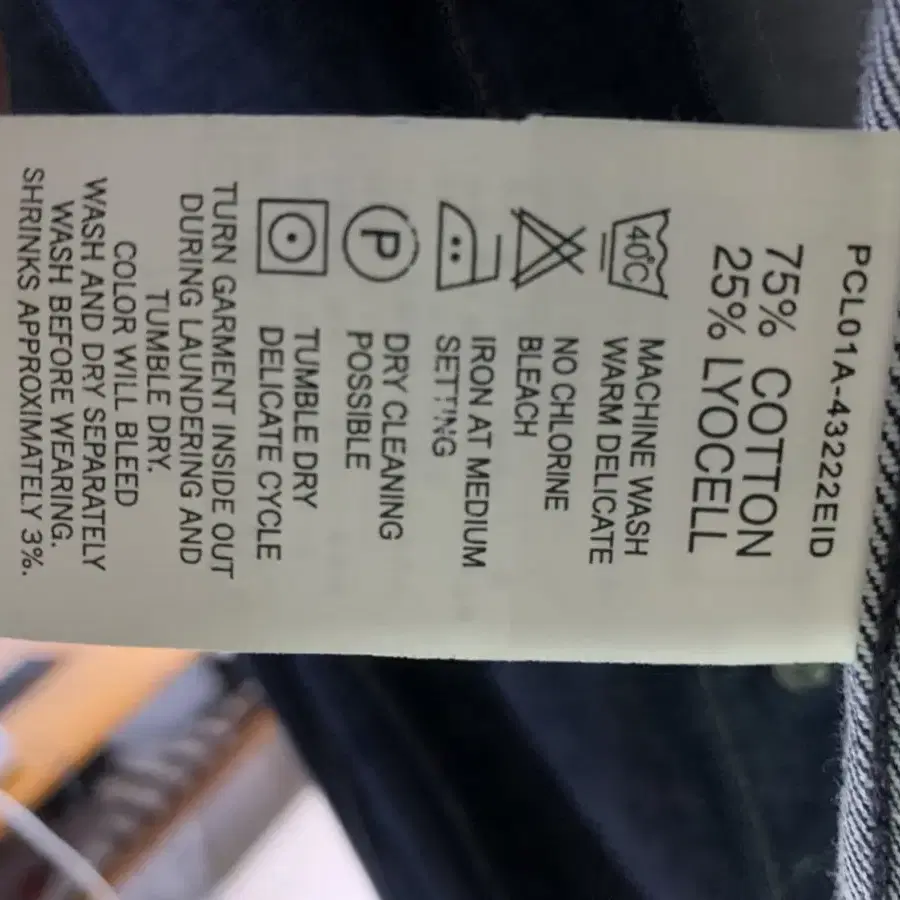 PCL01A-43222EID
75% COTTON
25% LYOCELL
40°C
MACHINE WASH
WARM DELICATE
NO CHLORINE
BLEACH
IRON AT MEDIUM
SETTING
P
DRY CLEANING
POSSIBLE
TUMBLE DRY
DELICATE CYCLE
TURN GARMENT INSIDE OUT
DURING LAUNDERING AND
TUMBLE DRY.
COLOR WILL BLEED
WASH AND DRY SEPARATELY
WASH BEFORE WEARING.
SHRINKS APPROXIMATELY 3%.